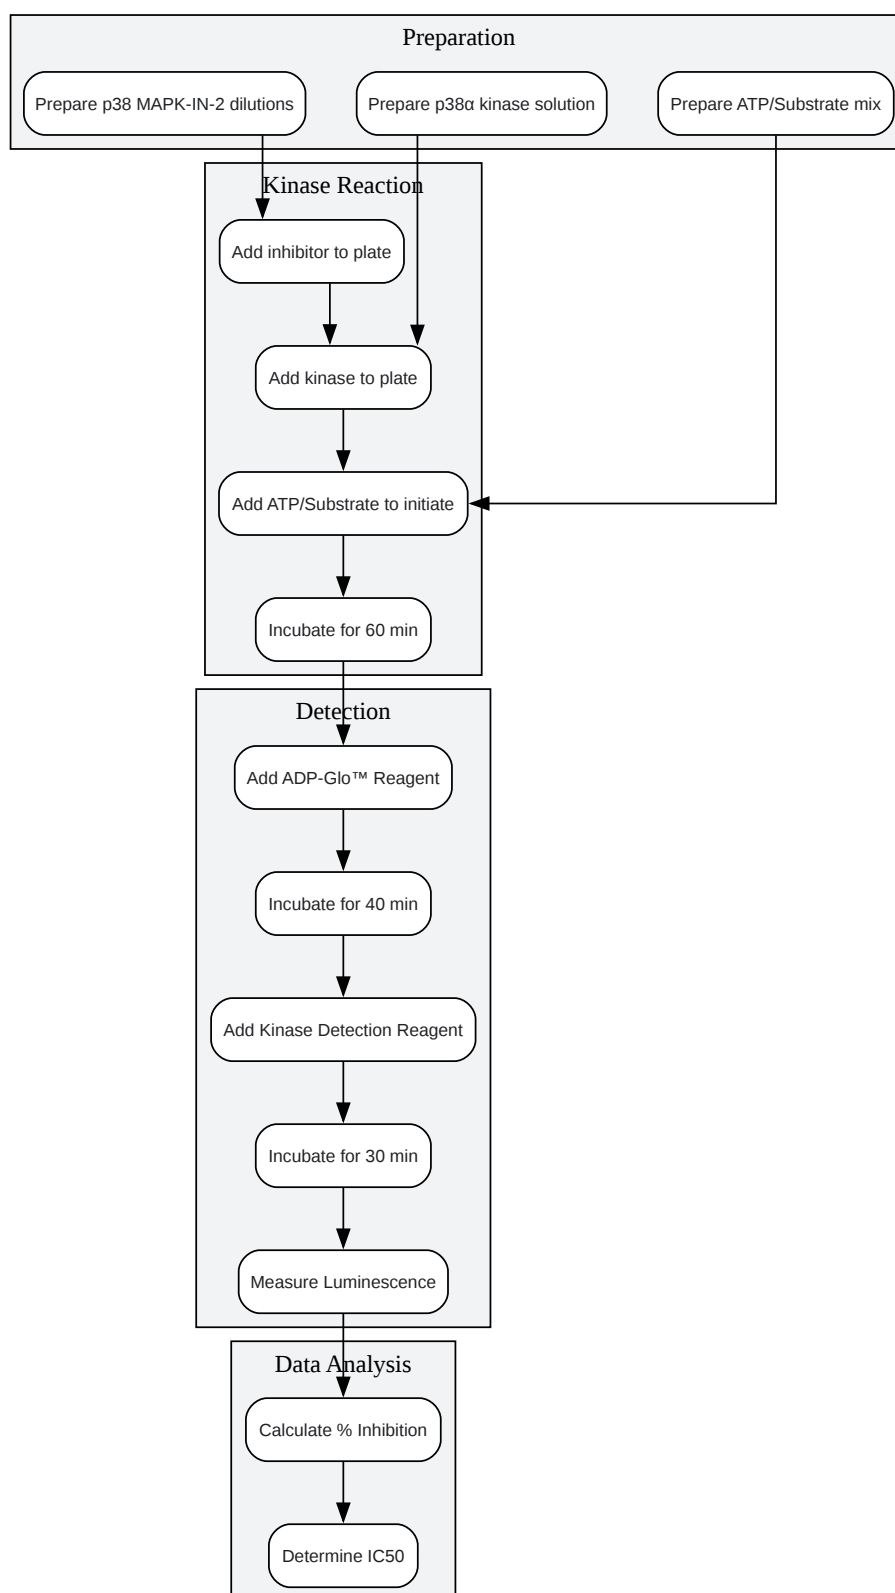 Preparation
Prepare p38 MAPK-IN-2 dilutions
Prepare p38α kinase solution
Prepare ATP/Substrate mix
Kinase Reaction
Add inhibitor to plate
Add kinase to plate
Add ATP/Substrate to initiate
Incubate for 60 min
Detection
Add ADP-Glo™ Reagent
Incubate for 40 min
Add Kinase Detection Reagent
Incubate for 30 min
Measure Luminescence
Data Analysis
Calculate % Inhibition
Determine IC50